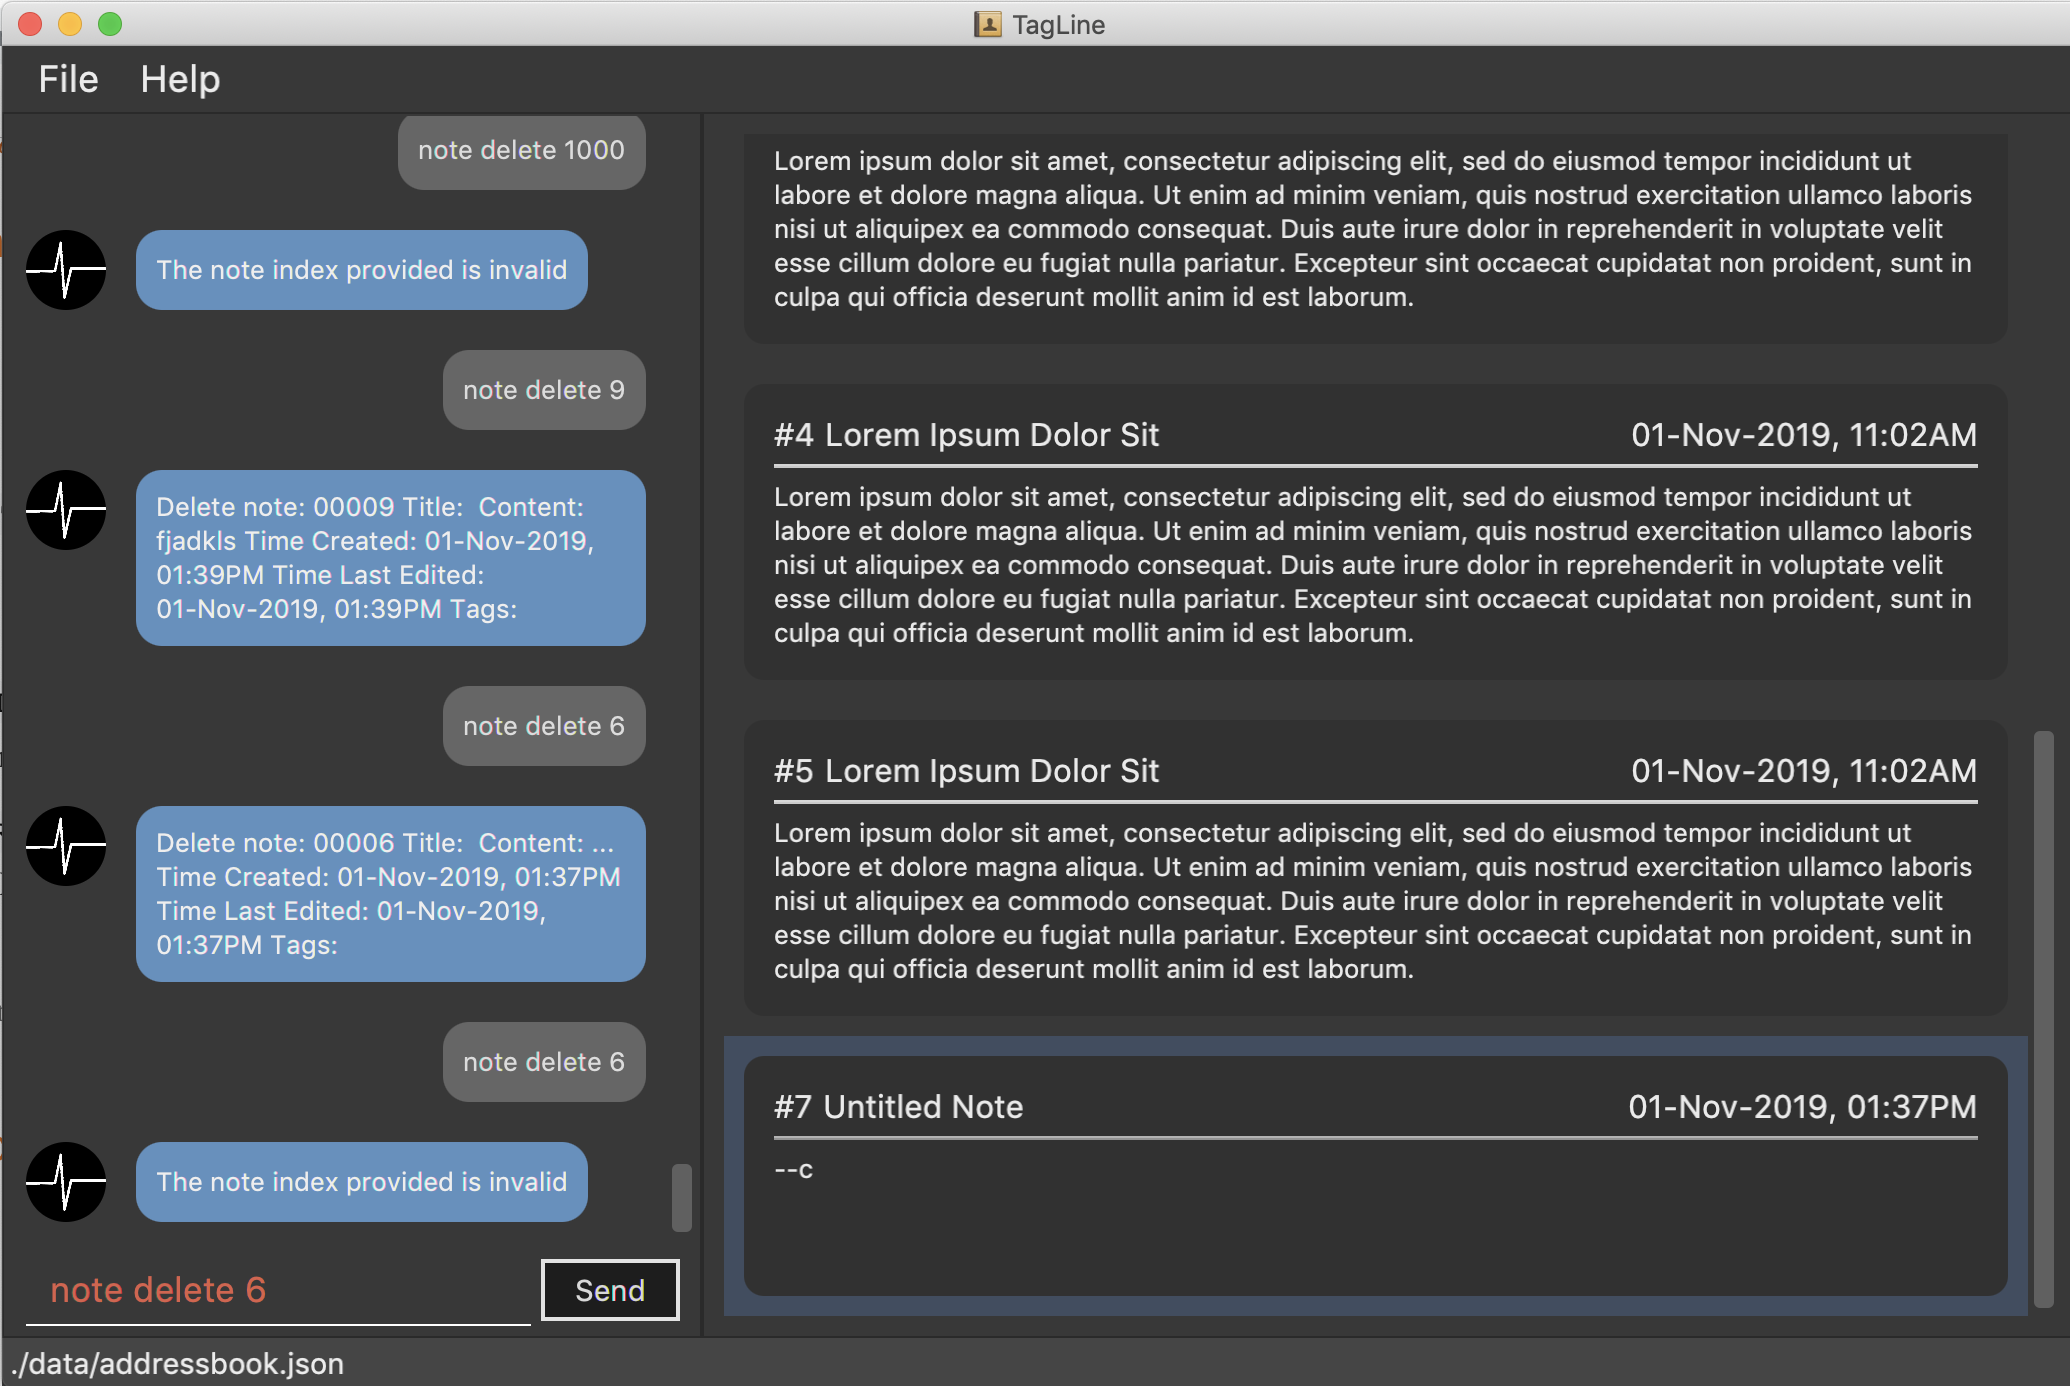 TagLine
File Help
note delete 1000
The note index provided is invalid
note delete 9
Delete note: 00009 Title:  Content:
fjadkls Time Created: 01-Nov-2019,
01:39PM Time Last Edited:
01-Nov-2019, 01:39PM Tags:
note delete 6
Delete note: 00006 Title:  Content: ...
Time Created: 01-Nov-2019, 01:37PM
Time Last Edited: 01-Nov-2019,
01:37PM Tags:
note delete 6
The note index provided is invalid
note delete 6
Send
Lorem ipsum dolor sit amet, consectetur adipiscing elit, sed do eiusmod tempor incididunt ut
labore et dolore magna aliqua. Ut enim ad minim veniam, quis nostrud exercitation ullamco laboris
nisi ut aliquipex ea commodo consequat. Duis aute irure dolor in reprehenderit in voluptate velit
esse cillum dolore eu fugiat nulla pariatur. Excepteur sint occaecat cupidatat non proident, sunt in
culpa qui officia deserunt mollit anim id est laborum.
#4 Lorem Ipsum Dolor Sit 01-Nov-2019, 11:02AM
Lorem ipsum dolor sit amet, consectetur adipiscing elit, sed do eiusmod tempor incididunt ut
labore et dolore magna aliqua. Ut enim ad minim veniam, quis nostrud exercitation ullamco laboris
nisi ut aliquipex ea commodo consequat. Duis aute irure dolor in reprehenderit in voluptate velit
esse cillum dolore eu fugiat nulla pariatur. Excepteur sint occaecat cupidatat non proident, sunt in
culpa qui officia deserunt mollit anim id est laborum.
#5 Lorem Ipsum Dolor Sit 01-Nov-2019, 11:02AM
Lorem ipsum dolor sit amet, consectetur adipiscing elit, sed do eiusmod tempor incididunt ut
labore et dolore magna aliqua. Ut enim ad minim veniam, quis nostrud exercitation ullamco laboris
nisi ut aliquipex ea commodo consequat. Duis aute irure dolor in reprehenderit in voluptate velit
esse cillum dolore eu fugiat nulla pariatur. Excepteur sint occaecat cupidatat non proident, sunt in
culpa qui officia deserunt mollit anim id est laborum.
#7 Untitled Note 01-Nov-2019, 01:37PM
--c
./data/addressbook.json